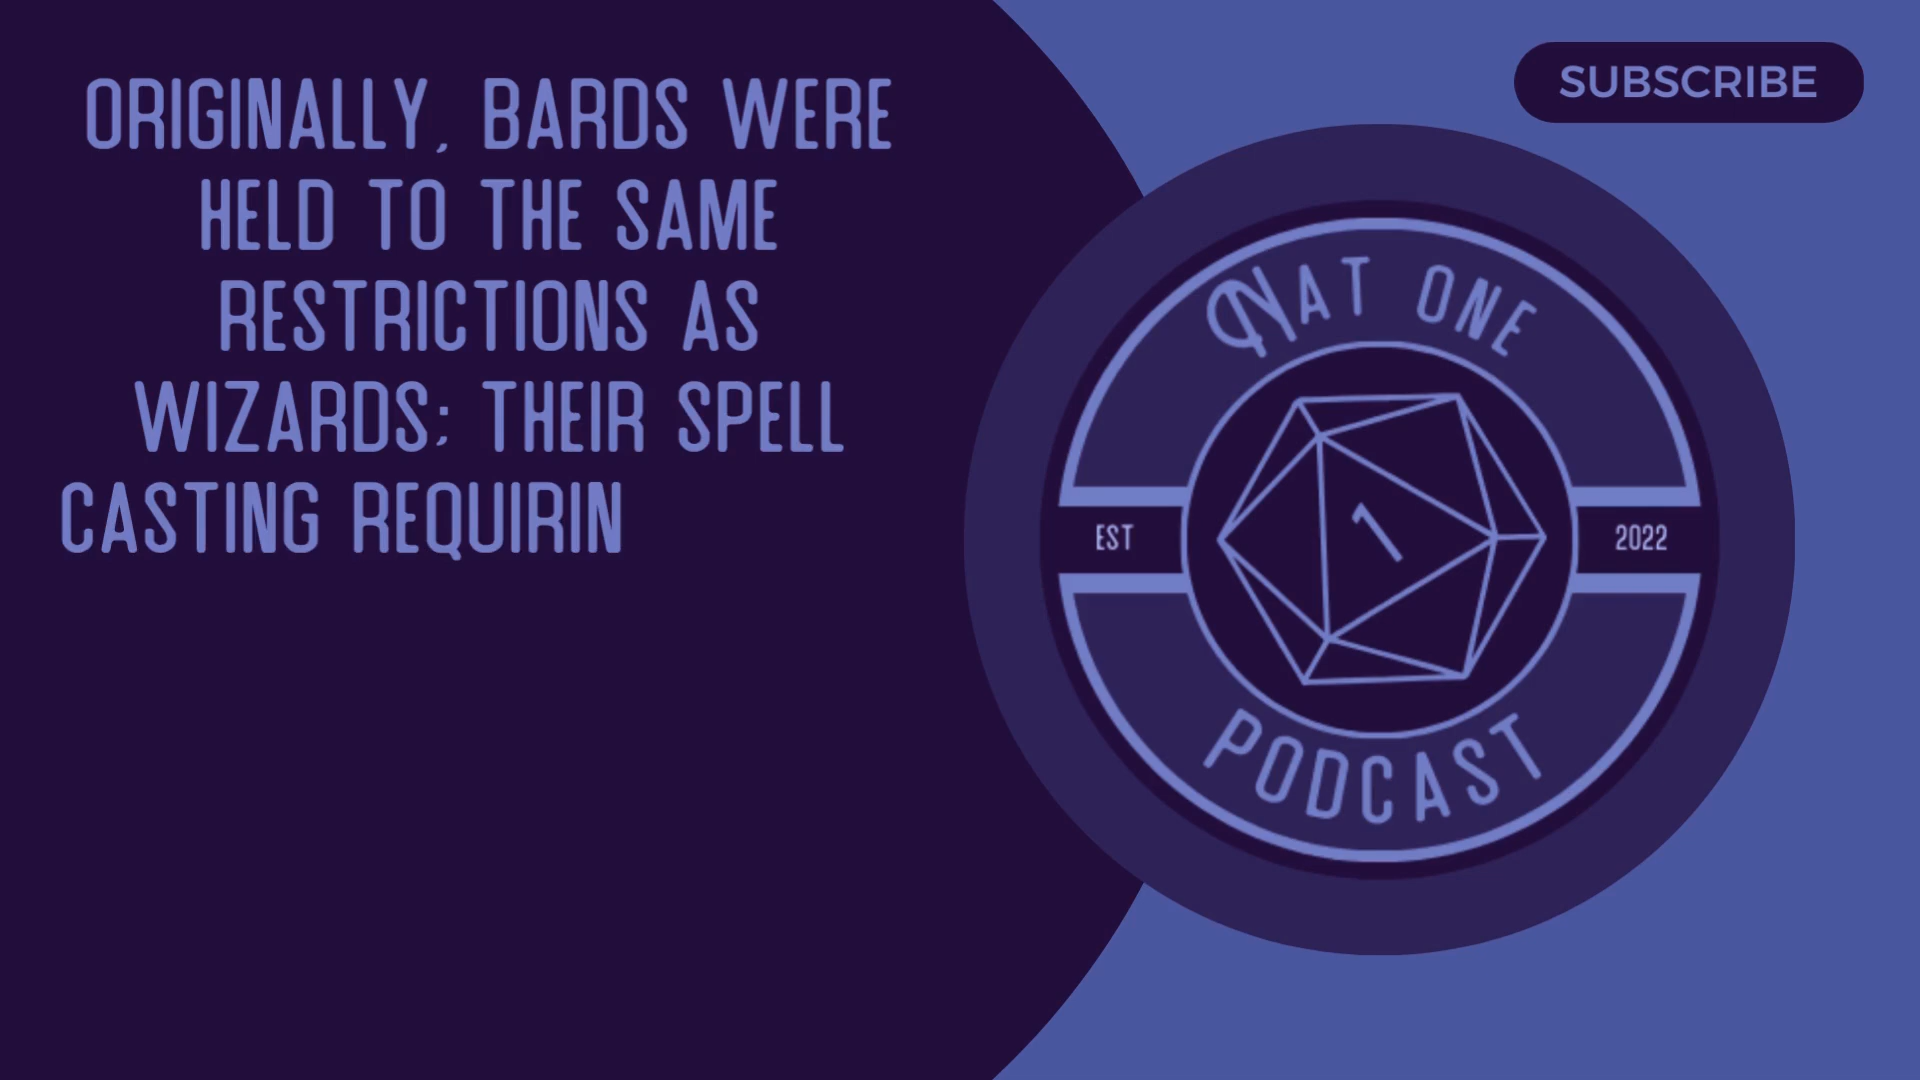 ORIGINALLY, BARDS WERE
HELD TO THE SAME
RESTRICTIONS AS
WIZARDS; THEIR SPELL
CASTING REQUIRIN
SUBSCRIBE
NAT ONE
1
EST
2022
PODCAST